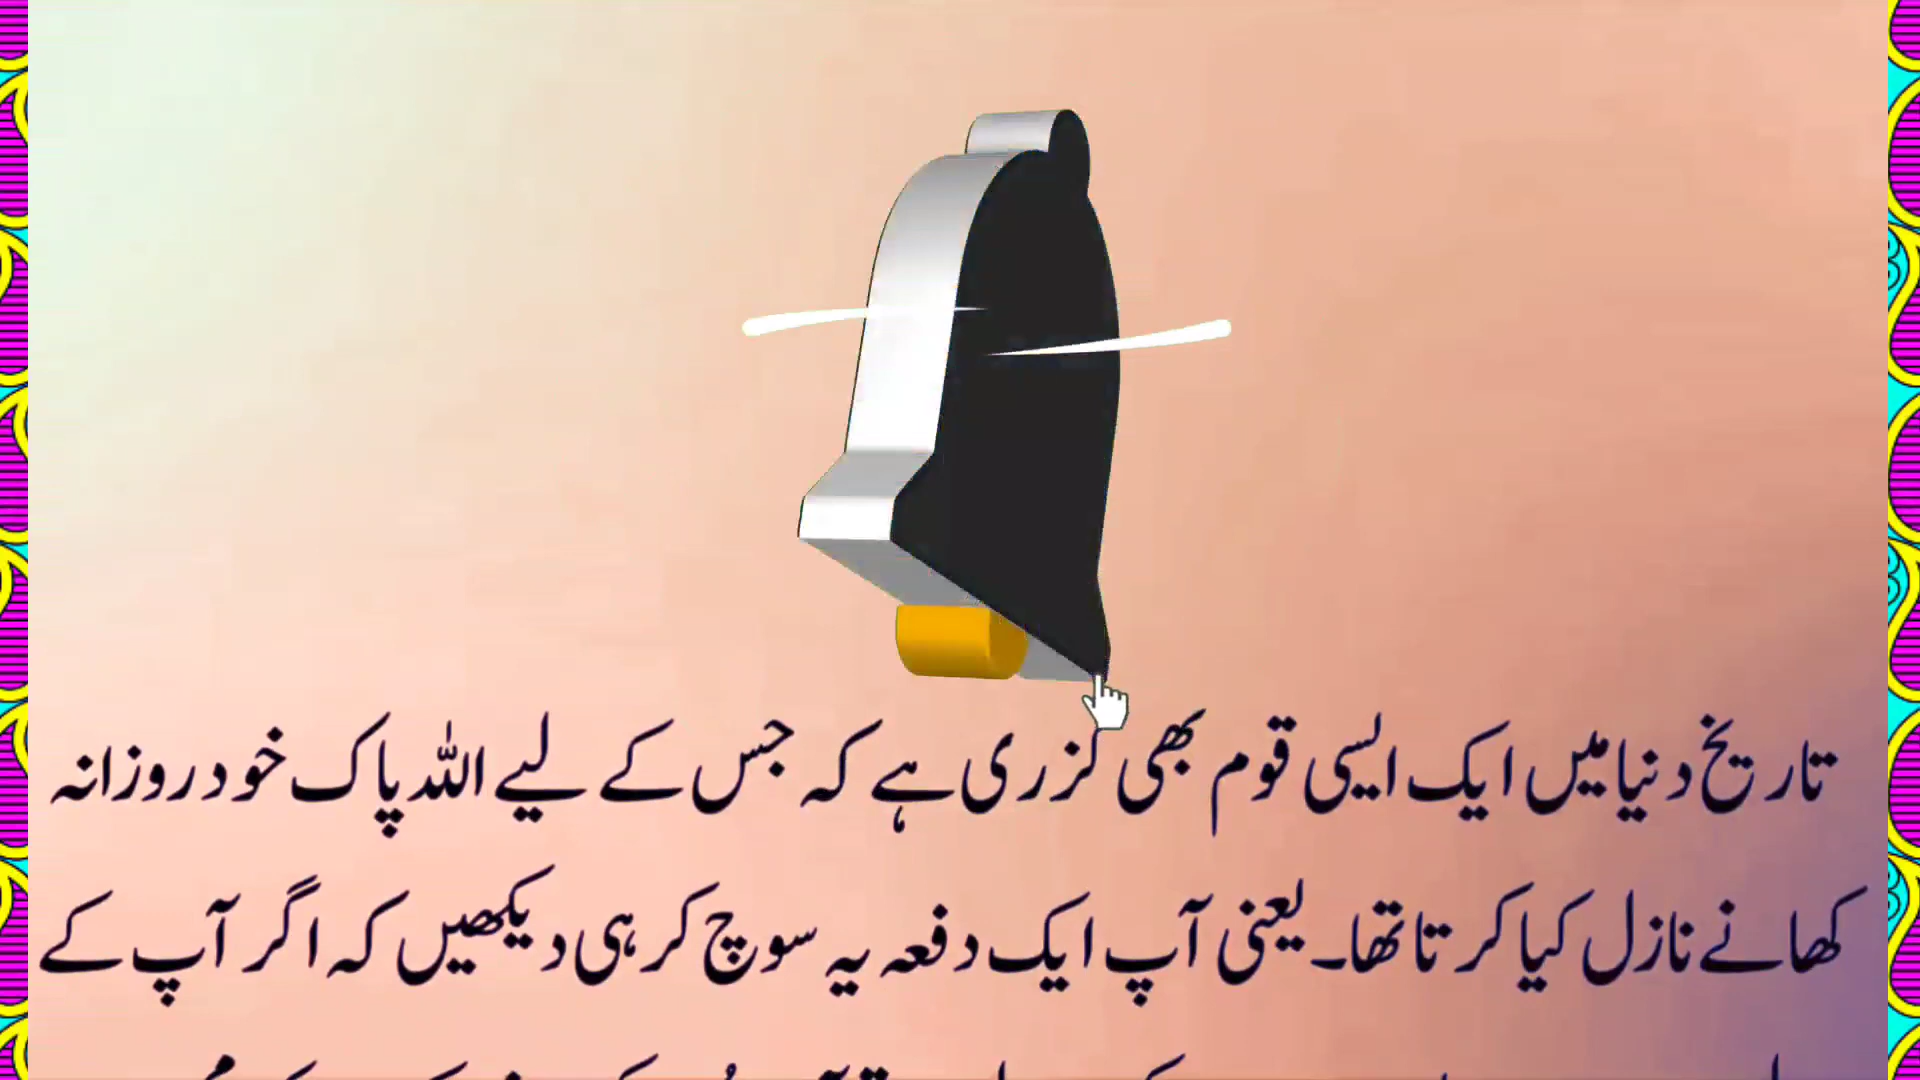 تاریخ دنیا میں ایک ایسی قوم بھی گزری ہے کہ جس کے لیے اللہ پاک خود روزانہ
کھانے نازل کیا کرتا تھا۔ یعنی آپ ایک دفعہ یہ سوچ کر ہی دیکھیں کہ اگر آپ کے